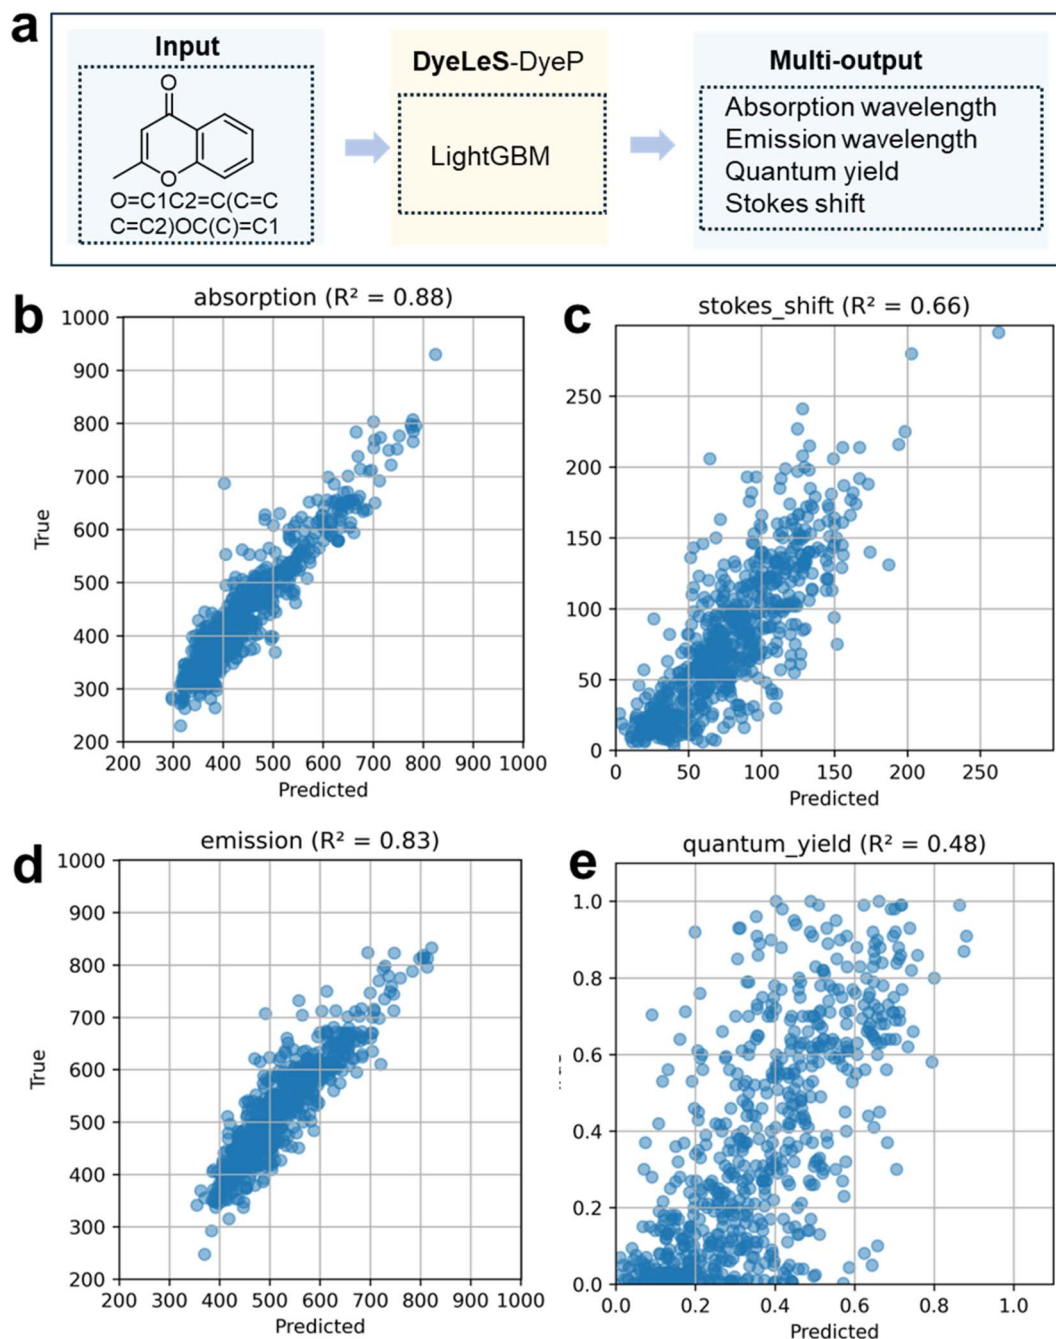 a
Input
DyeLeS-DyeP
Multi-output
O
O
O=C1C2=C(C=C
C=C2)OC(C)=C1
LightGBM
Absorption wavelength
Emission wavelength
Quantum yield
Stokes shift
b
absorption (R² = 0.88)
1000
900
800
700
600
500
400
300
200
True
200 300 400 500 600 700 800 900 1000
Predicted
c
stokes_shift (R² = 0.66)
250
200
150
100
50
0
0 50 100 150 200 250
Predicted
d
emission (R² = 0.83)
1000
900
800
700
600
500
400
300
200
True
200 300 400 500 600 700 800 900 1000
Predicted
e
quantum_yield (R² = 0.48)
1.0
0.8
0.6
0.4
0.2
0.0
0.0 0.2 0.4 0.6 0.8 1.0
Predicted